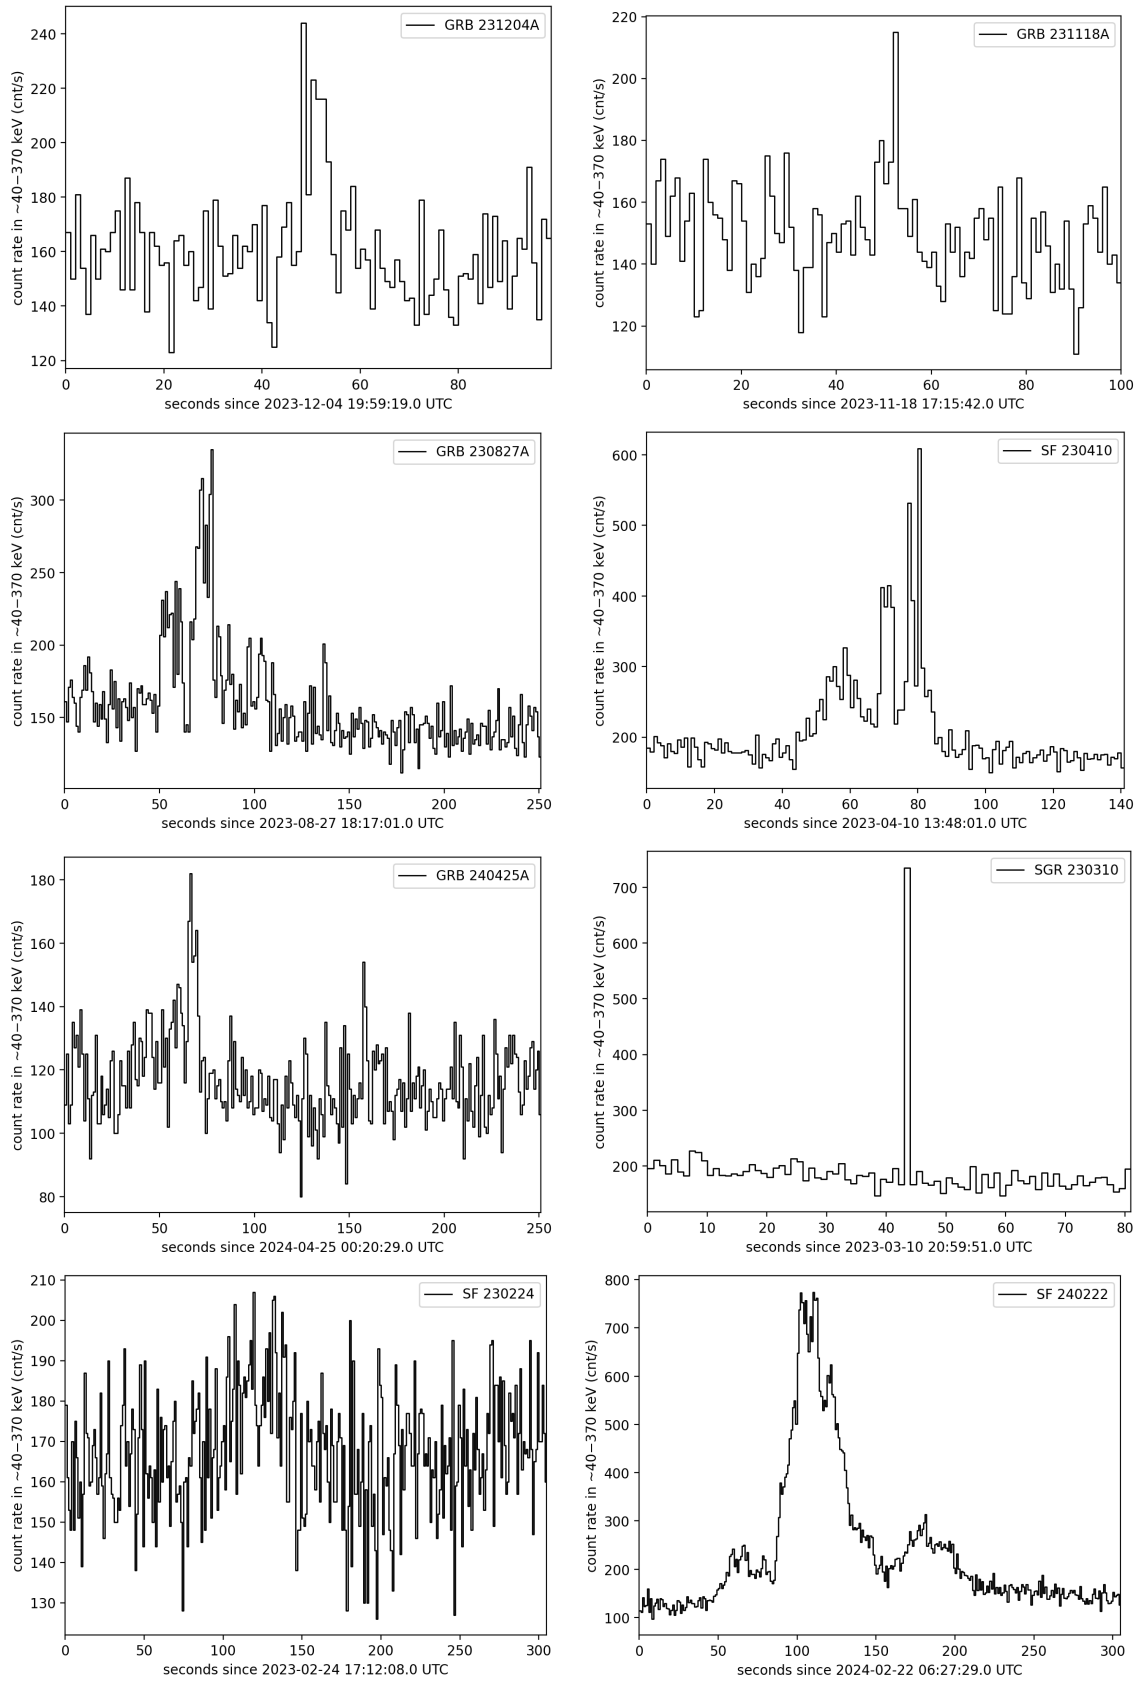 GRB 231204A
count rate in ~40−370 keV (cnt/s)
240
220
200
180
160
140
120
0 20 40 60 80
seconds since 2023-12-04 19:59:19.0 UTC
GRB 231118A
count rate in ~40−370 keV (cnt/s)
220
200
180
160
140
120
0 20 40 60 80 100
seconds since 2023-11-18 17:15:42.0 UTC
GRB 230827A
count rate in ~40−370 keV (cnt/s)
300
250
200
150
0 50 100 150 200 250
seconds since 2023-08-27 18:17:01.0 UTC
SF 230410
count rate in ~40−370 keV (cnt/s)
600
500
400
300
200
0 20 40 60 80 100 120 140
seconds since 2023-04-10 13:48:01.0 UTC
GRB 240425A
count rate in ~40−370 keV (cnt/s)
180
160
140
120
100
80
0 50 100 150 200 250
seconds since 2024-04-25 00:20:29.0 UTC
SGR 230310
count rate in ~40−370 keV (cnt/s)
700
600
500
400
300
200
0 10 20 30 40 50 60 70 80
seconds since 2023-03-10 20:59:51.0 UTC
SF 230224
count rate in ~40−370 keV (cnt/s)
210
200
190
180
170
160
150
140
130
0 50 100 150 200 250 300
seconds since 2023-02-24 17:12:08.0 UTC
SF 240222
count rate in ~40−370 keV (cnt/s)
800
700
600
500
400
300
200
100
0 50 100 150 200 250 300
seconds since 2024-02-22 06:27:29.0 UTC